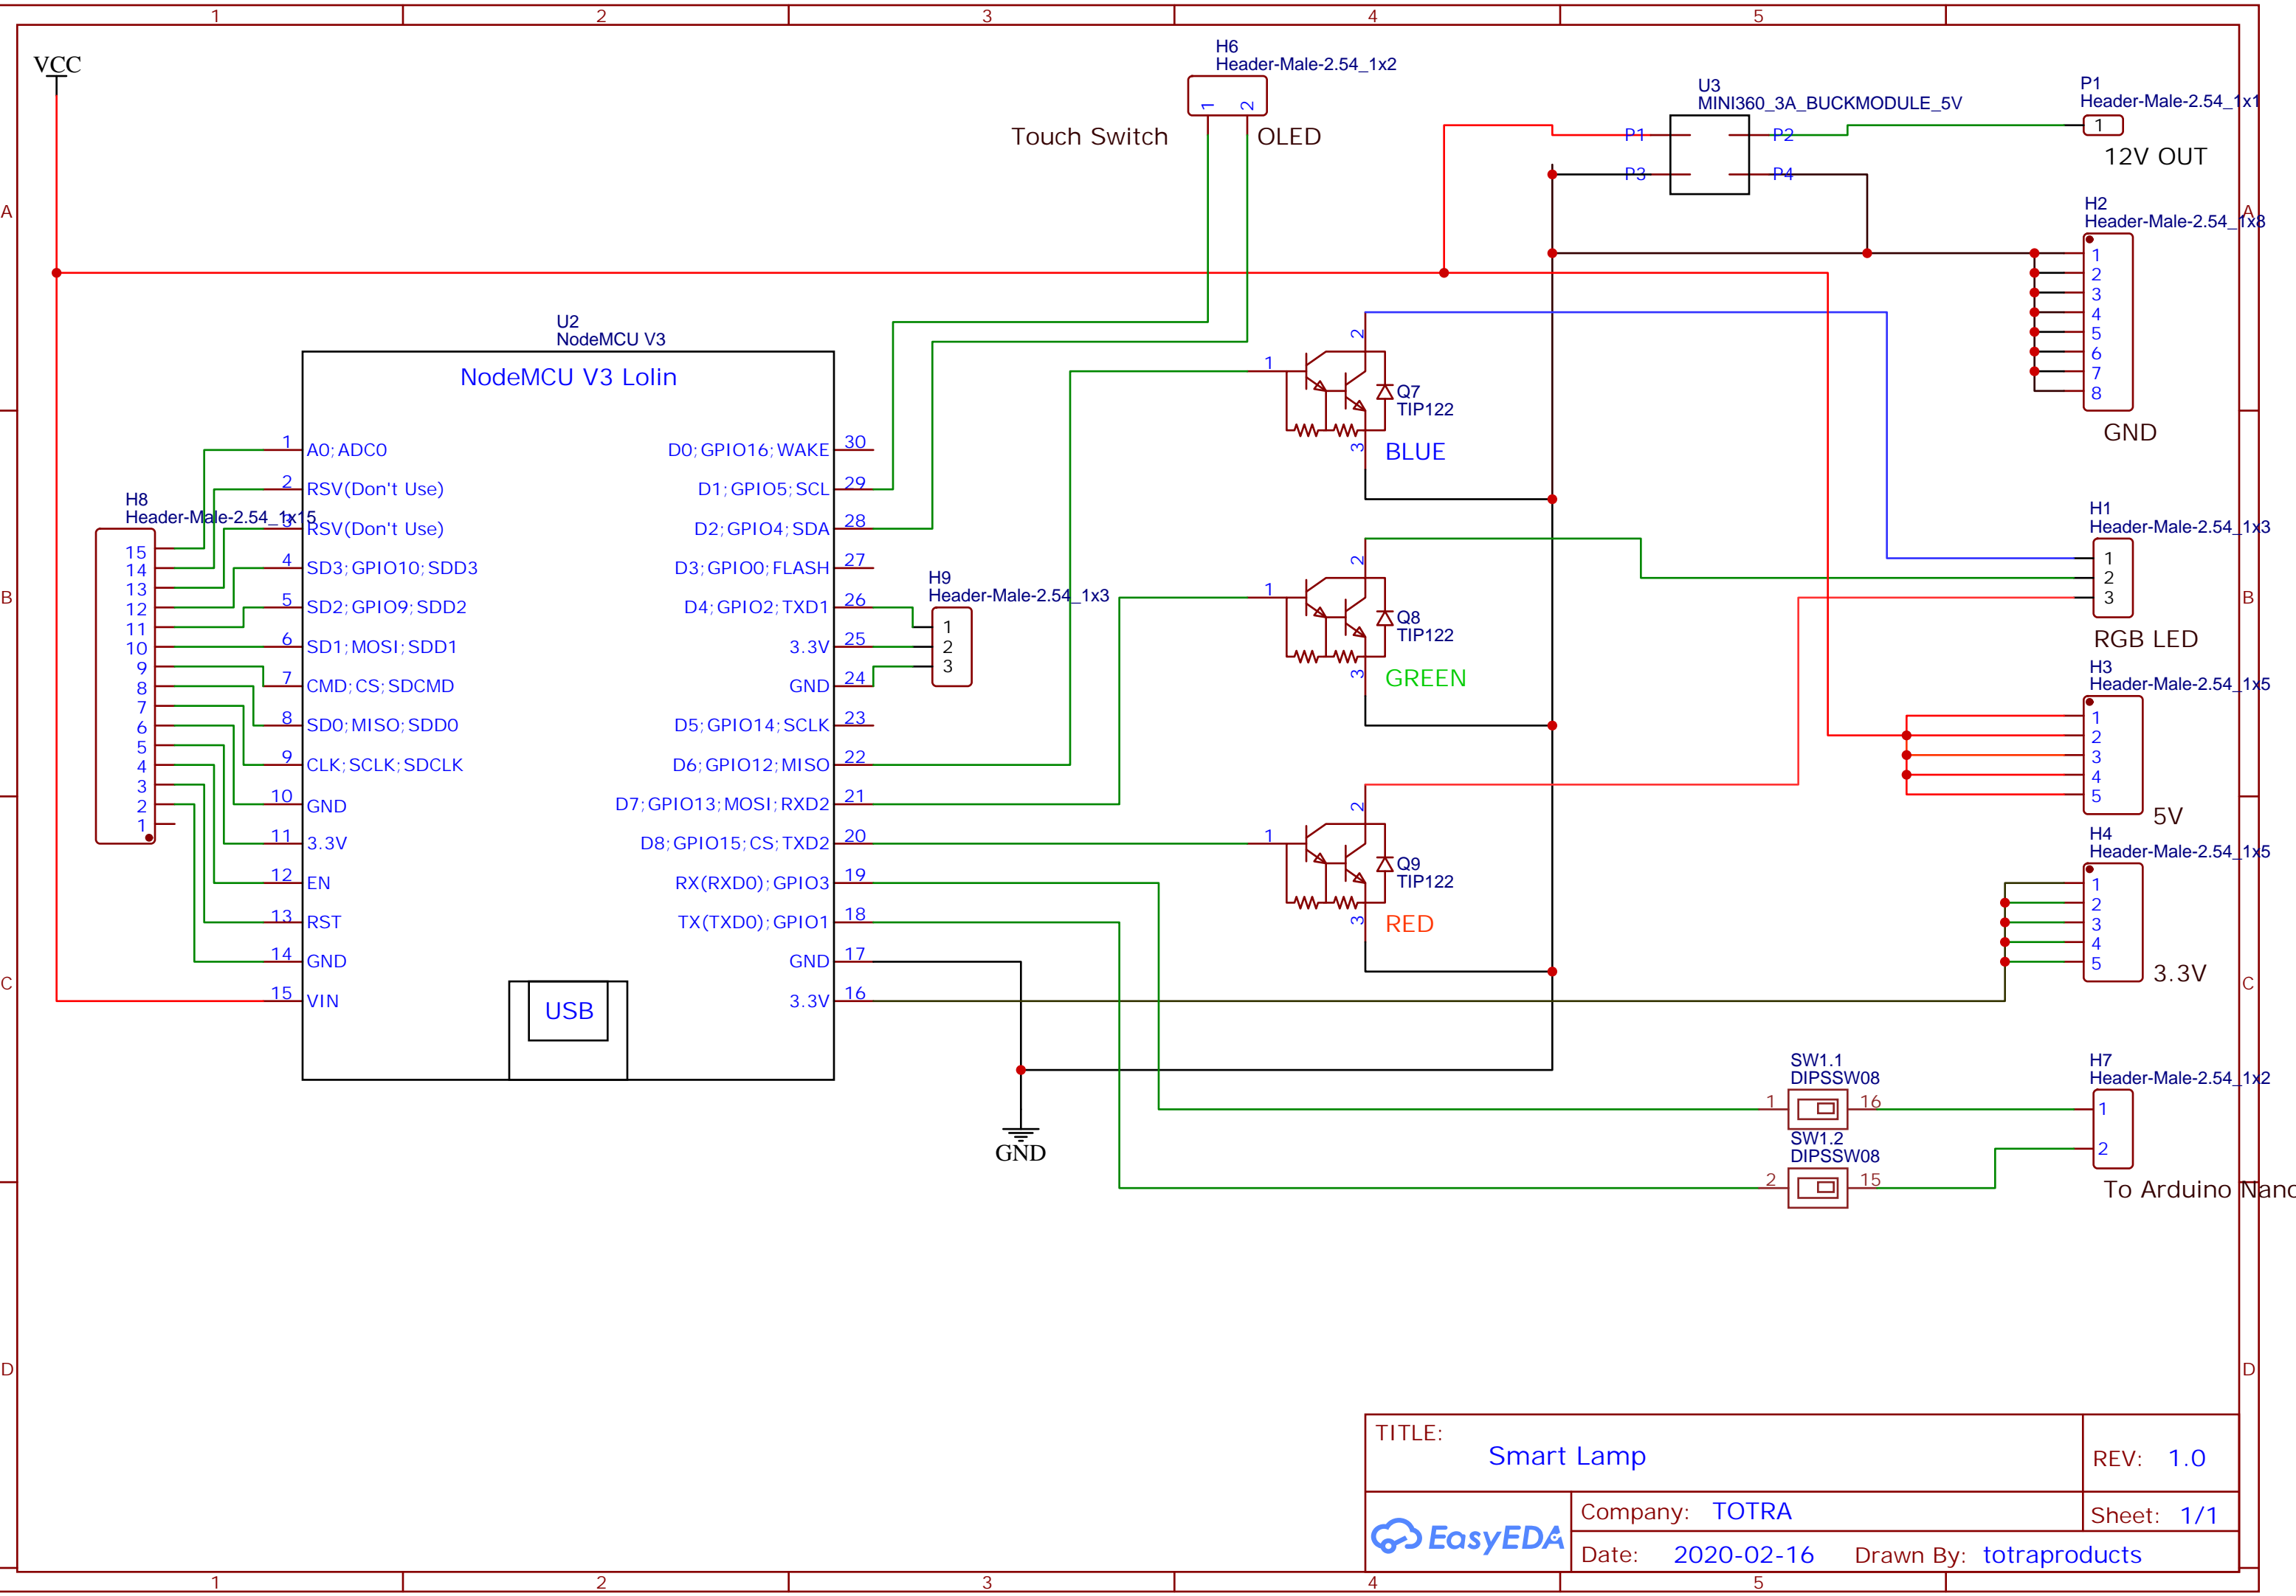 1
2
3
4
5
VCC
H6
Header-Male-2.54_1x2
1
2
Touch Switch
OLED
U3
MINI360_3A_BUCKMODULE_5V
P1
P2
P3
P4
P1
Header-Male-2.54_1x1
1
12V OUT
A
A
H2
Header-Male-2.54_1x8
1
2
3
4
5
6
7
8
GND
U2
NodeMCU V3
NodeMCU V3 Lolin
1 A0;ADC0
2 RSV(Don't Use)
3 RSV(Don't Use)
4 SD3;GPIO10;SDD3
5 SD2;GPIO9;SDD2
6 SD1;MOSI;SDD1
7 CMD;CS;SDCMD
8 SD0;MISO;SDD0
9 CLK;SCLK;SDCLK
10 GND
11 3.3V
12 EN
13 RST
14 GND
15 VIN
D0;GPIO16;WAKE 30
D1;GPIO5;SCL 29
D2;GPIO4;SDA 28
D3;GPIO0;FLASH 27
D4;GPIO2;TXD1 26
3.3V 25
GND 24
D5;GPIO14;SCLK 23
D6;GPIO12;MISO 22
D7;GPIO13;MOSI;RXD2 21
D8;GPIO15;CS;TXD2 20
RX(RXD0);GPIO3 19
TX(TXD0);GPIO1 18
GND 17
3.3V 16
USB
H8
Header-Male-2.54_1x15
15
14
13
12
11
10
9
8
7
6
5
4
3
2
1
H9
Header-Male-2.54_1x3
1
2
3
2
1
Q7
TIP122
3
BLUE
2
1
Q8
TIP122
3
GREEN
2
1
Q9
TIP122
3
RED
H1
Header-Male-2.54_1x3
1
2
3
RGB LED
B
B
H3
Header-Male-2.54_1x5
1
2
3
4
5
5V
H4
Header-Male-2.54_1x5
1
2
3
4
5
3.3V
C
C
GND
SW1.1
DIPSSW08
1
16
SW1.2
DIPSSW08
2
15
H7
Header-Male-2.54_1x2
1
2
To Arduino Nano
D
D
TITLE:
Smart Lamp
REV: 1.0
EasyEDA
Company: TOTRA
Sheet: 1/1
Date: 2020-02-16
Drawn By: totraproducts
1
2
3
4
5